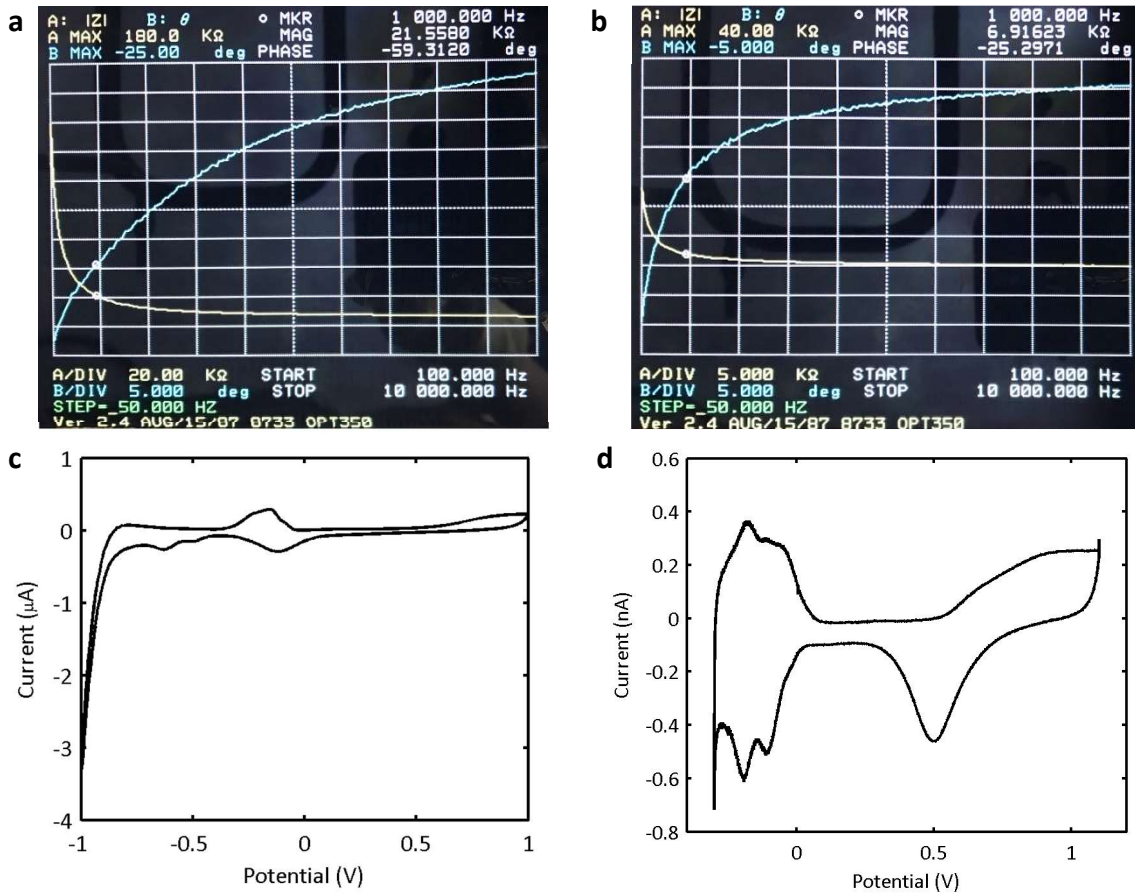 a
A: |Z| B: θ o MKR 1 000.000 Hz
A MAX 180.0 KΩ MAG 21.5580 KΩ
B MAX -25.00 deg PHASE -59.3120 deg
A/DIV 20.00 KΩ START 100.000 Hz
B/DIV 5.000 deg STOP 10 000.000 Hz
STEP= 50.000 HZ
Ver 2.4 AUG/15/87 8733 OPT350
b
A: |Z| B: θ o MKR 1 000.000 Hz
A MAX 40.00 KΩ MAG 6.91623 KΩ
B MAX -5.000 deg PHASE -25.2971 deg
A/DIV 5.000 KΩ START 100.000 Hz
B/DIV 5.000 deg STOP 10 000.000 Hz
STEP= 50.000 HZ
Ver 2.4 AUG/15/87 8733 OPT350
c
Current (μA)
1
0
-1
-2
-3
-4
-1 -0.5 0 0.5 1
Potential (V)
d
Current (nA)
0.6
0.4
0.2
0
-0.2
-0.4
-0.6
-0.8
0 0.5 1
Potential (V)